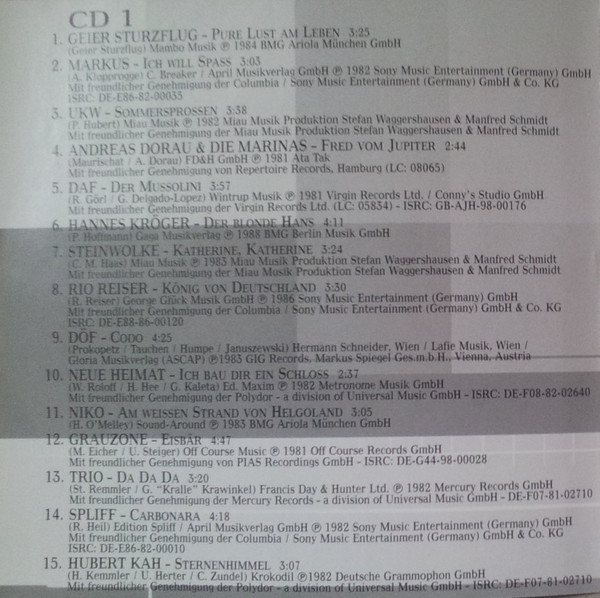 CD 1
1. GEIER STURZFLUG - PURE LUST AM LEBEN 3:25
(Geier Sturzflug) Mambo Musik ℗ 1984 BMG Ariola München GmbH
2. MARKUS - ICH WILL SPASS 3:03
(A. Klopprogge) C. Breaker / April Musikverlag GmbH ℗ 1982 Sony Music Entertainment (Germany) GmbH
Mit freundlicher Genehmigung der Columbia / Sony Music Entertainment (Germany) GmbH & Co. KG
ISRC: DE-E86-82-00035
3. UKW - SOMMERSPROSSEN 3:38
(P. Hubert) Miau Musik ℗ 1982 Miau Musik Produktion Stefan Waggershausen & Manfred Schmidt
Mit freundlicher Genehmigung der Miau Musik Produktion Stefan Waggershausen & Manfred Schmidt
4. ANDREAS DORAU & DIE MARINAS - FRED VOM JUPITER 2:44
(Maurischat / A. Dorau) FD&H GmbH ℗ 1981 Ata Tak
Mit freundlicher Genehmigung von Repertoire Records, Hamburg (LC: 08065)
5. DAF - DER MUSSOLINI 3:57
(R. Görl / G. Delgado-Lopez) Wintrup Musik ℗ 1981 Virgin Records Ltd. / Conny's Studio GmbH
Mit freundlicher Genehmigung der Virgin Records Ltd. (LC: 05834) - ISRC: GB-AJH-98-00176
6. HANNES KRÖGER - DER BLONDE HANS 4:11
(P. Hoffmann) Gaga Musikverlag ℗ 1988 BMG Berlin Musik GmbH
7. STEINWOLKE - KATHERINE, KATHERINE 3:24
(C. M. Haas) Miau Musik ℗ 1983 Miau Musik Produktion Stefan Waggershausen & Manfred Schmidt
Mit freundlicher Genehmigung der Miau Musik Produktion Stefan Waggershausen & Manfred Schmidt
8. RIO REISER - KÖNIG VON DEUTSCHLAND 3:30
(R. Reiser) George Glück Musik GmbH ℗ 1986 Sony Music Entertainment (Germany) GmbH
Mit freundlicher Genehmigung der Columbia / Sony Music Entertainment (Germany) GmbH & Co. KG
ISRC: DE-E88-86-00120
9. DÖF - CODO 4:25
(Prokopetz / Tauchen / Humpe / Januszewski) Hermann Schneider, Wien / Lafie Musik, Wien /
Gloria Musikverlag (ASCAP) ℗1983 GIG Records, Markus Spiegel Ges.m.b.H., Vienna, Austria
10. NEUE HEIMAT - ICH BAU DIR EIN SCHLOSS 2:37
(W. Roloff / H. Hee / G. Kaleta) Ed. Maxim ℗ 1982 Metronome Musik GmbH
Mit freundlicher Genehmigung der Polydor - a division of Universal Music GmbH - ISRC: DE-F08-82-02640
11. NIKO - AM WEISSEN STRAND VON HELGOLAND 3:05
(H. O'Melley) Sound-Around ℗ 1983 BMG Ariola München GmbH
12. GRAUZONE - EISBÄR 4:47
(M. Eicher / U. Steiger) Off Course Music ℗ 1981 Off Course Records GmbH
Mit freundlicher Genehmigung von PIAS Recordings GmbH - ISRC: DE-G44-98-00028
13. TRIO - DA DA DA 3:20
(St. Remmler / G. "Kralle" Krawinkel) Francis Day & Hunter Ltd. ℗ 1982 Mercury Records GmbH
Mit freundlicher Genehmigung der Mercury Records - a division of Universal Music GmbH - DE-F07-81-02710
14. SPLIFF - CARBONARA 4:18
(R. Heil) Edition Spliff / April Musikverlag GmbH ℗ 1982 Sony Music Entertainment (Germany) GmbH
Mit freundlicher Genehmigung der Columbia / Sony Music Entertainment (Germany) GmbH & Co. KG
ISRC: DE-E86-82-00010
15. HUBERT KAH - STERNENHIMMEL 3:07
(H. Kemmler / U. Herter / C. Zundel) Krokodil ℗1982 Deutsche Grammophon GmbH
Mit freundlicher Genehmigung der Polydor - a division of Universal Music GmbH - ISRC: DE-F07-81-02710